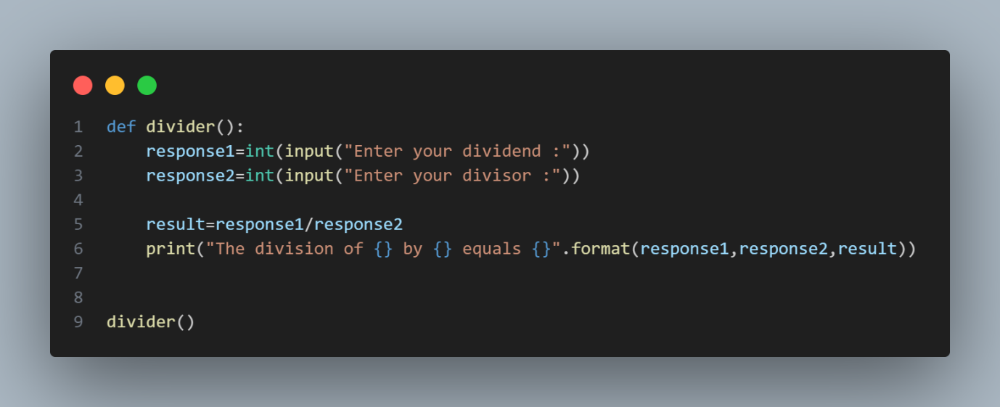 1 def divider():
2     response1=int(input("Enter your dividend :"))
3     response2=int(input("Enter your divisor :"))
4
5     result=response1/response2
6     print("The division of {} by {} equals {}".format(response1,response2,result))
7
8
9 divider()